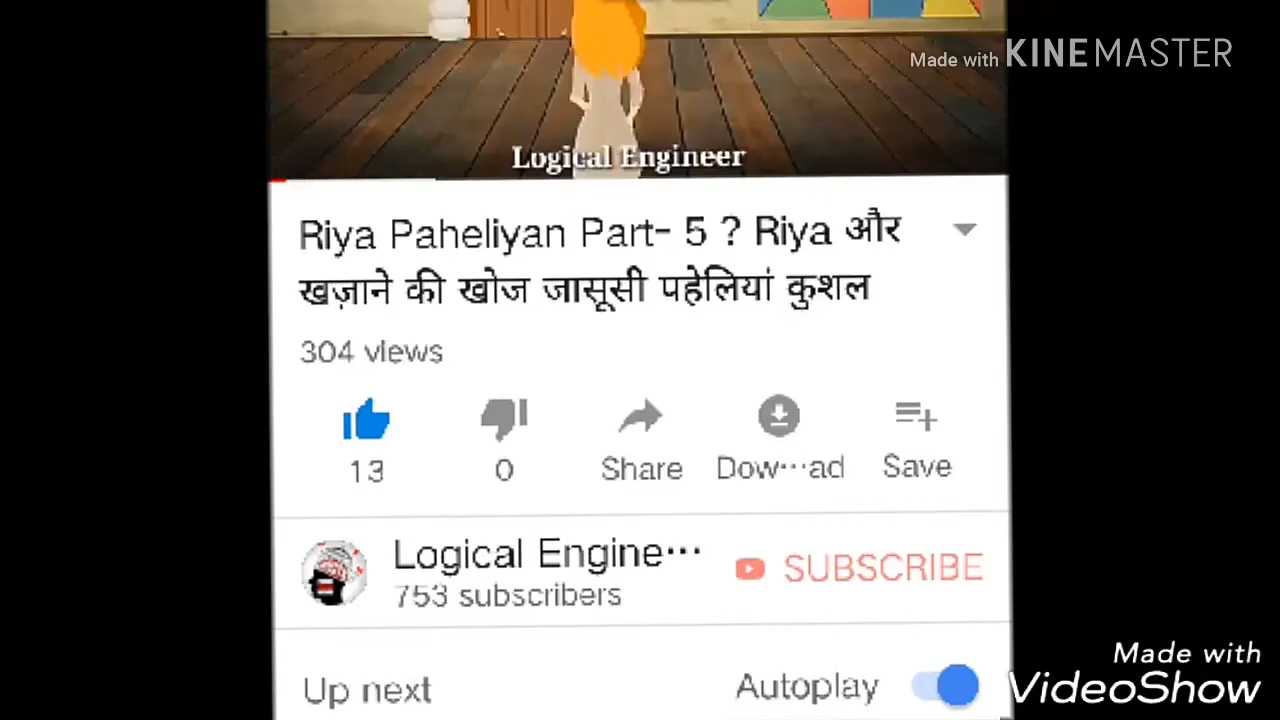 Made with KINEMASTER
Logical Engineer
Riya Paheliyan Part- 5 ? Riya और
खज़ाने की खोज जासूसी पहेलियां कुशल
304 views
13 0 Share Dow···ad Save
Logical Engine···
SUBSCRIBE
753 subscribers
Up next Autoplay
Made with
VideoShow